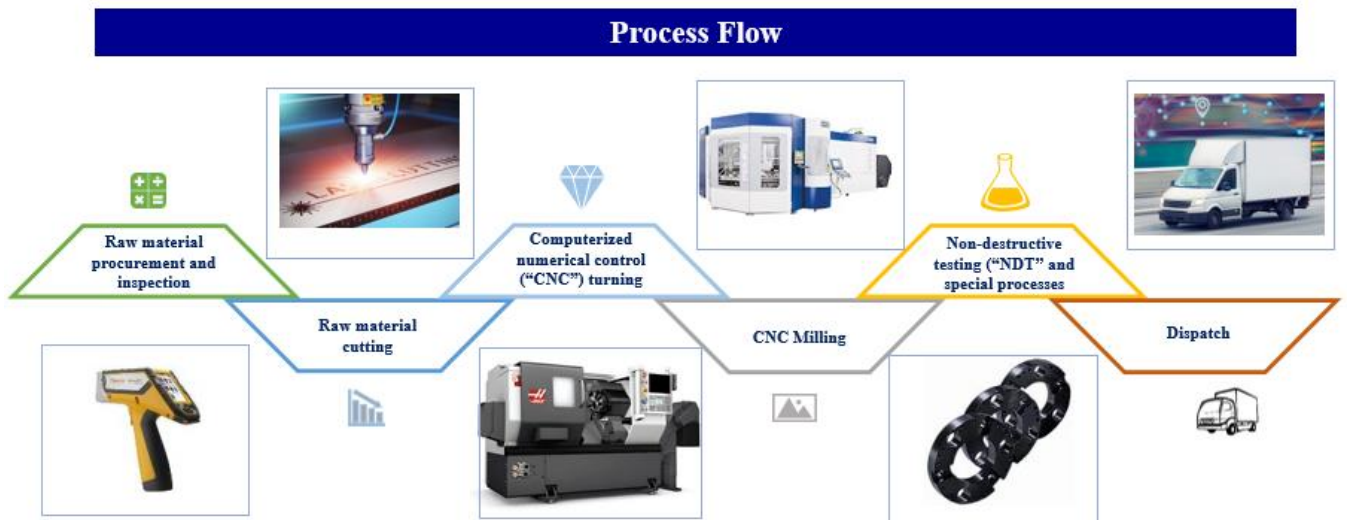 Process Flow
Raw material
procurement and
inspection
Raw material
cutting
Computerized
numerical control
(“CNC”) turning
CNC Milling
Non-destructive
testing (“NDT” and
special processes
Dispatch